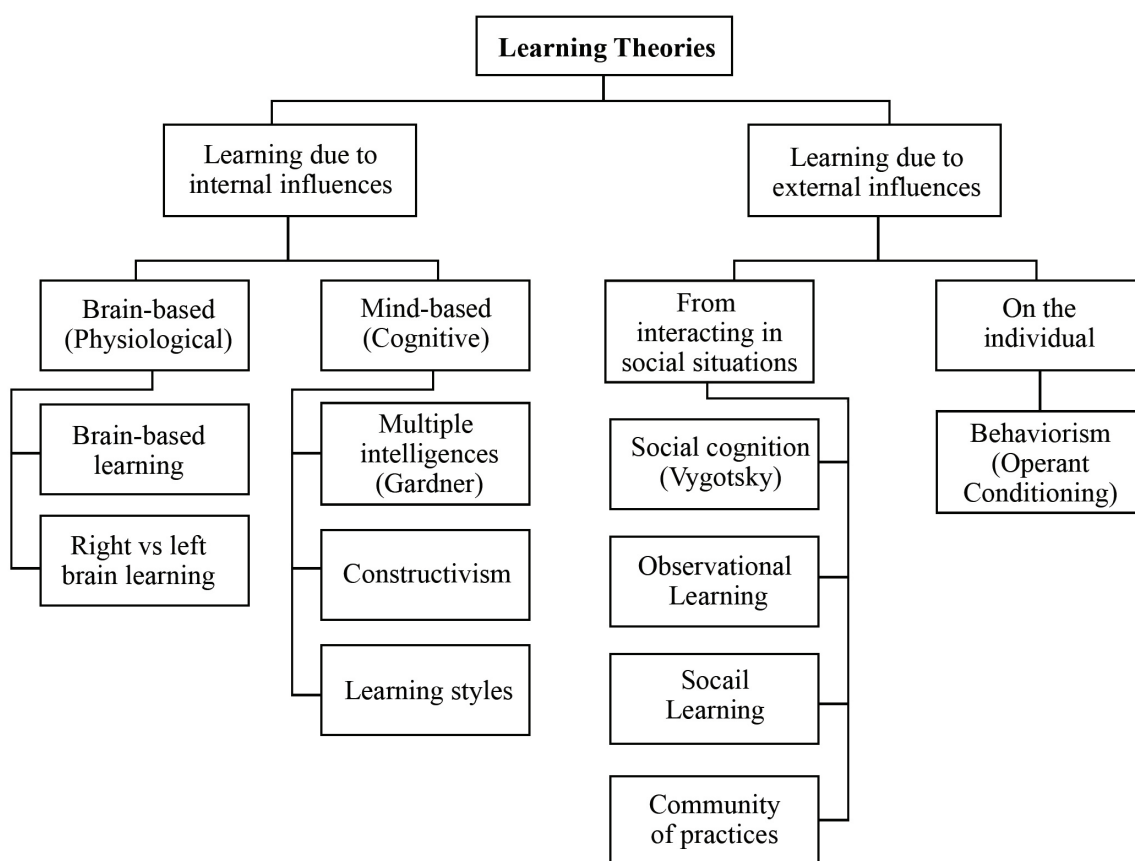 Learning Theories
Learning due to
internal influences
Learning due to
external influences
Brain-based
(Physiological)
Mind-based
(Cognitive)
From
interacting in
social situations
On the
individual
Brain-based
learning
Right vs left
brain learning
Multiple
intelligences
(Gardner)
Constructivism
Learning styles
Social cognition
(Vygotsky)
Observational
Learning
Socail
Learning
Community
of practices
Behaviorism
(Operant
Conditioning)